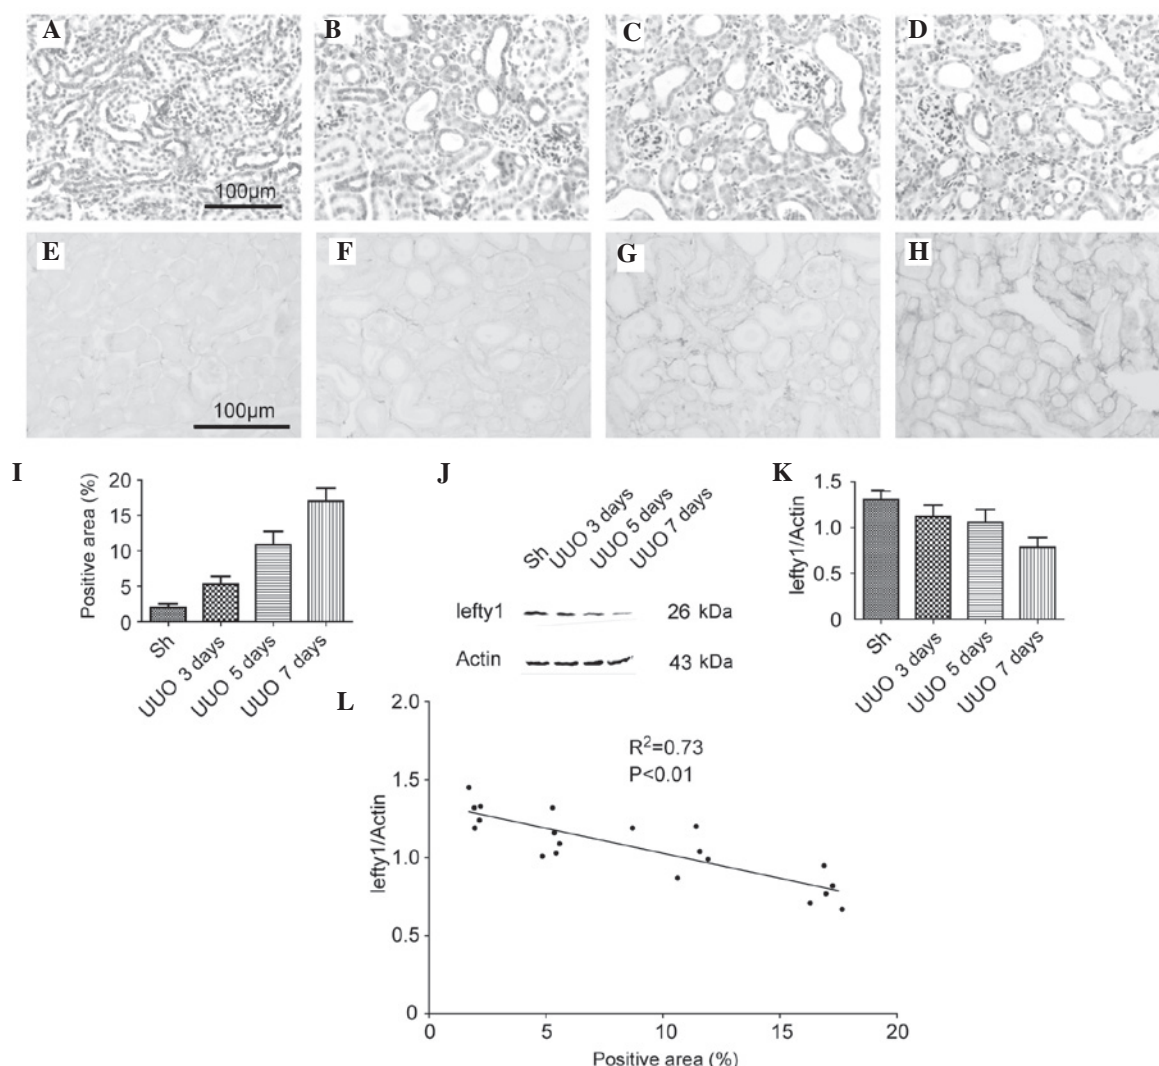 A
B
C
D
100µm
E
F
G
H
100µm
I
Positive area (%)
20
15
10
5
0
Sh
UUO 3 days
UUO 5 days
UUO 7 days
J
Sh
UUO 3 days
UUO 5 days
UUO 7 days
lefty1
26 kDa
Actin
43 kDa
K
lefty1/Actin
1.5
1.0
0.5
0
Sh
UUO 3 days
UUO 5 days
UUO 7 days
L
lefty1/Actin
2.0
1.5
1.0
0.5
0
R²=0.73
P<0.01
0
5
10
15
20
Positive area (%)